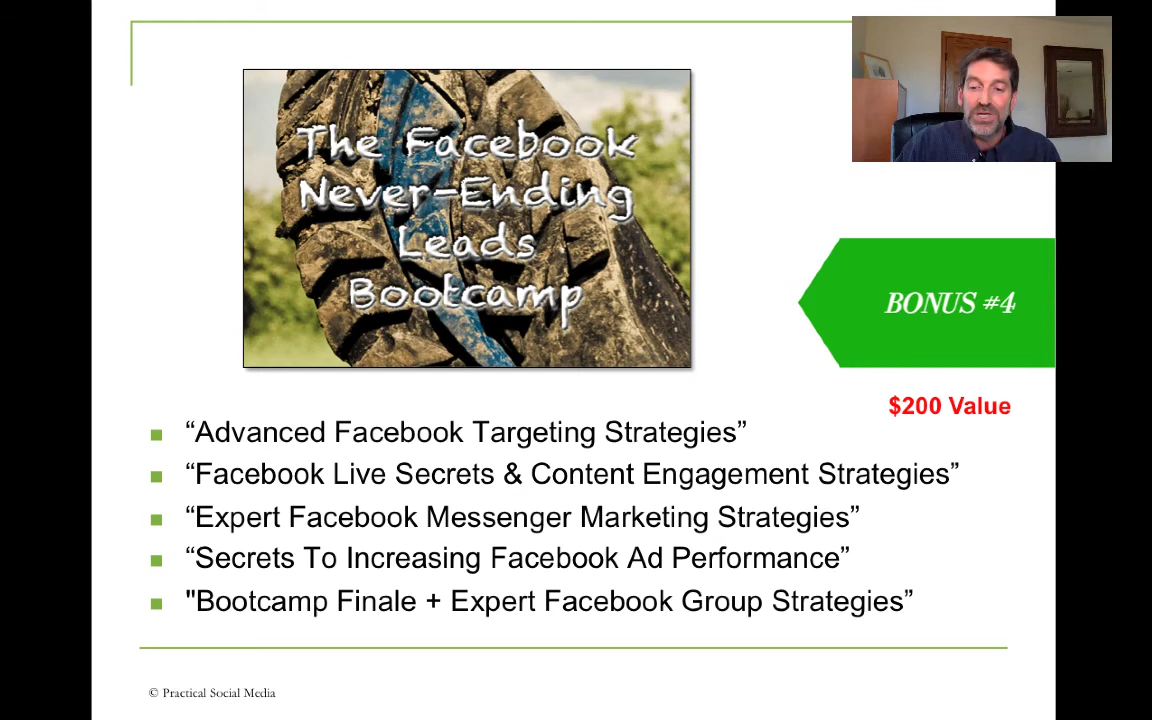 The Facebook
Never-Ending
Leads
Bootcamp
BONUS #4
$200 Value
“Advanced Facebook Targeting Strategies”
“Facebook Live Secrets & Content Engagement Strategies”
“Expert Facebook Messenger Marketing Strategies”
“Secrets To Increasing Facebook Ad Performance”
"Bootcamp Finale + Expert Facebook Group Strategies”
© Practical Social Media